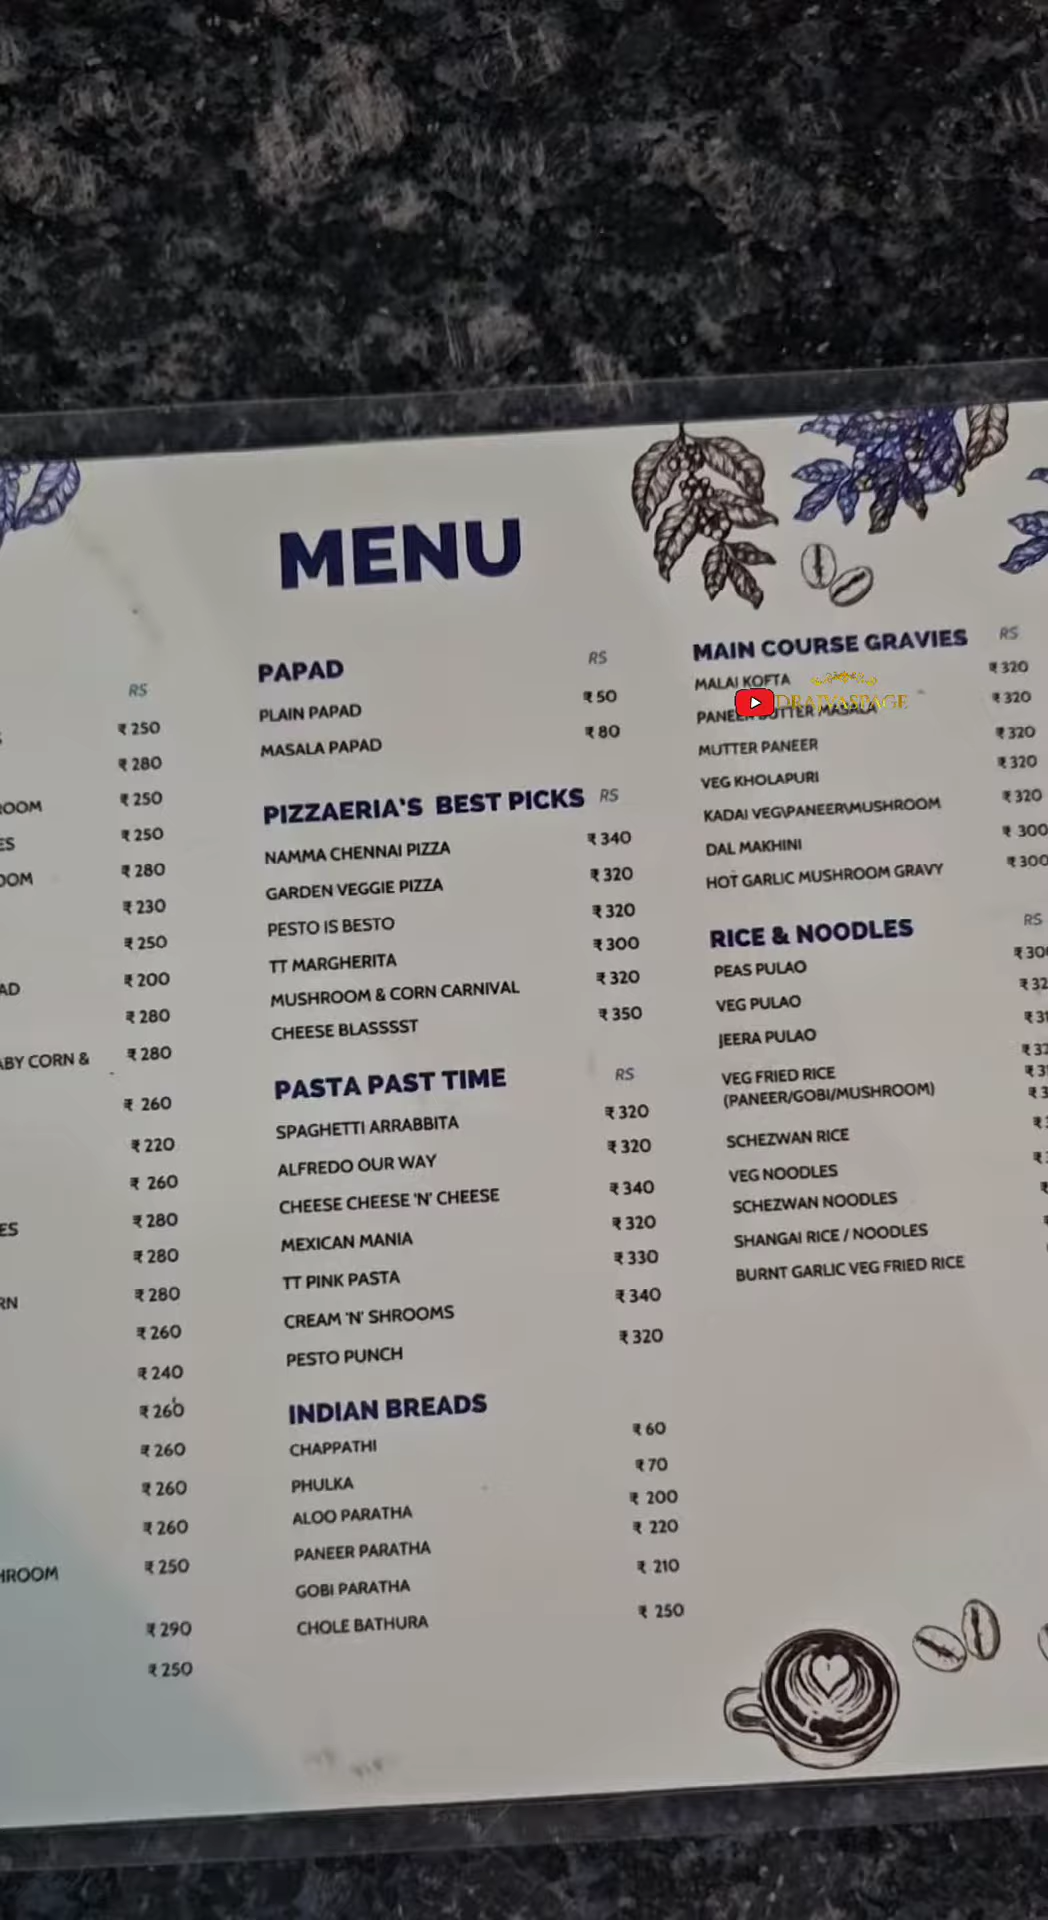 MENU
RS
₹250
₹280
ROOM ₹250
₹250
₹280
₹230
₹250
₹200
₹280
ABY CORN & ₹280
₹ 260
₹220
₹ 260
₹280
₹280
₹280
₹260
₹240
₹260
₹260
₹260
₹260
₹250
HROOM
₹290
₹250
PAPAD RS
PLAIN PAPAD ₹50
MASALA PAPAD ₹80
PIZZAERIA'S BEST PICKS RS
NAMMA CHENNAI PIZZA ₹340
GARDEN VEGGIE PIZZA ₹320
PESTO IS BESTO ₹320
TT MARGHERITA ₹300
MUSHROOM & CORN CARNIVAL ₹320
CHEESE BLASSSST ₹350
PASTA PAST TIME RS
SPAGHETTI ARRABBITA ₹320
ALFREDO OUR WAY ₹320
CHEESE CHEESE 'N' CHEESE ₹340
MEXICAN MANIA ₹320
TT PINK PASTA ₹330
CREAM 'N' SHROOMS ₹340
PESTO PUNCH ₹320
INDIAN BREADS
CHAPPATHI ₹60
PHULKA ₹70
ALOO PARATHA ₹ 200
PANEER PARATHA ₹ 220
GOBI PARATHA ₹ 210
CHOLE BATHURA ₹ 250
MAIN COURSE GRAVIES RS
MALAI KOFTA ₹320
DRAJVASPAGE
PANEER BUTTER MASALA ₹320
MUTTER PANEER ₹320
VEG KHOLAPURI ₹320
KADAI VEG\PANEER\MUSHROOM ₹320
DAL MAKHINI ₹ 300
HOT GARLIC MUSHROOM GRAVY ₹300
RICE & NOODLES RS
PEAS PULAO
VEG PULAO
JEERA PULAO
VEG FRIED RICE
(PANEER/GOBI/MUSHROOM)
SCHEZWAN RICE
VEG NOODLES
SCHEZWAN NOODLES
SHANGAI RICE / NOODLES
BURNT GARLIC VEG FRIED RICE